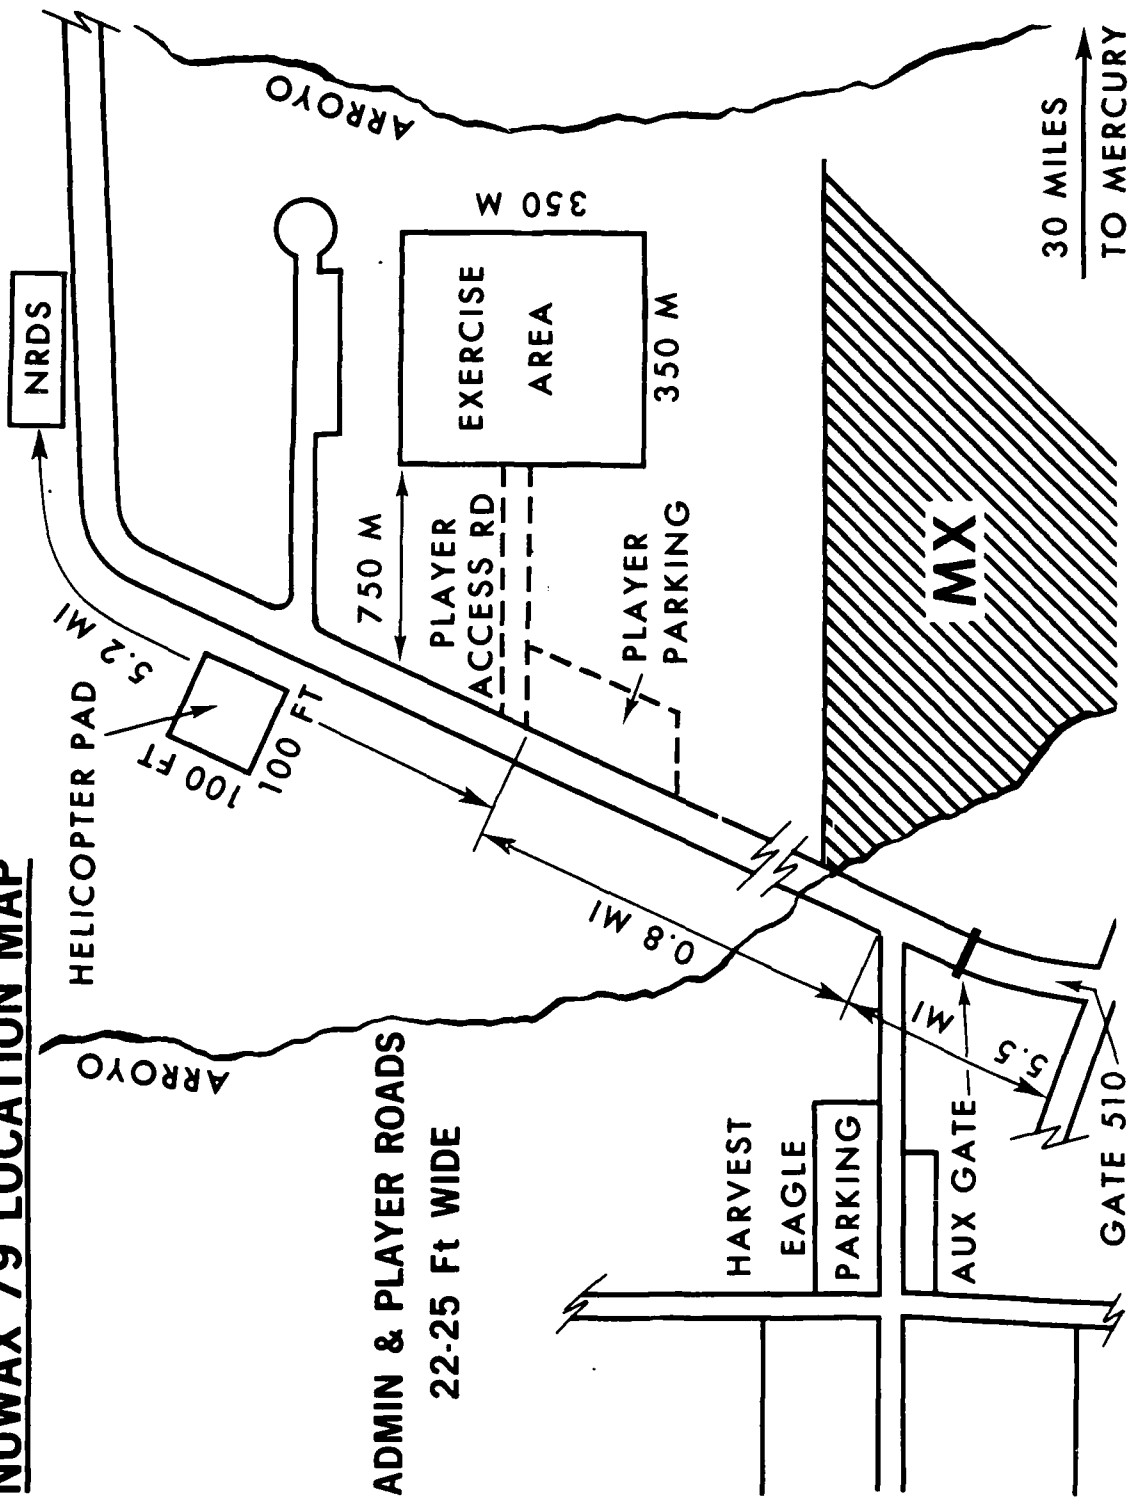 NUWAX 79 LOCATION MAP
HELICOPTER PAD
100 FT
100 FT
5.2 MI
NRDS
ARROYO
ARROYO
ADMIN & PLAYER ROADS
22-25 Ft WIDE
750 M
PLAYER
ACCESS RD
EXERCISE
AREA
350 M
350 M
PLAYER
PARKING
0.8 MI
5.5 MI
HARVEST
EAGLE
PARKING
AUX GATE
GATE 510
MX
30 MILES
TO MERCURY